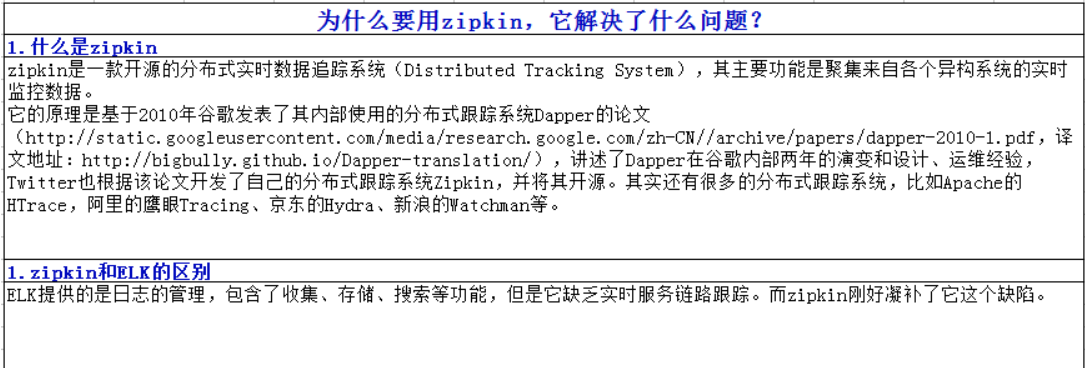 为什么要用zipkin，它解决了什么问题？
1.什么是zipkin
zipkin是一款开源的分布式实时数据追踪系统（Distributed Tracking System），其主要功能是聚集来自各个异构系统的实时
监控数据。
它的原理是基于2010年谷歌发表了其内部使用的分布式跟踪系统Dapper的论文
（http://static.googleusercontent.com/media/research.google.com/zh-CN//archive/papers/dapper-2010-1.pdf，译
文地址：http://bigbully.github.io/Dapper-translation/），讲述了Dapper在谷歌内部两年的演变和设计、运维经验，
Twitter也根据该论文开发了自己的分布式跟踪系统Zipkin，并将其开源。其实还有很多的分布式跟踪系统，比如Apache的
HTrace，阿里的鹰眼Tracing、京东的Hydra、新浪的Watchman等。
1.zipkin和ELK的区别
ELK提供的是日志的管理，包含了收集、存储、搜索等功能，但是它缺乏实时服务链路跟踪。而zipkin刚好凝补了它这个缺陷。